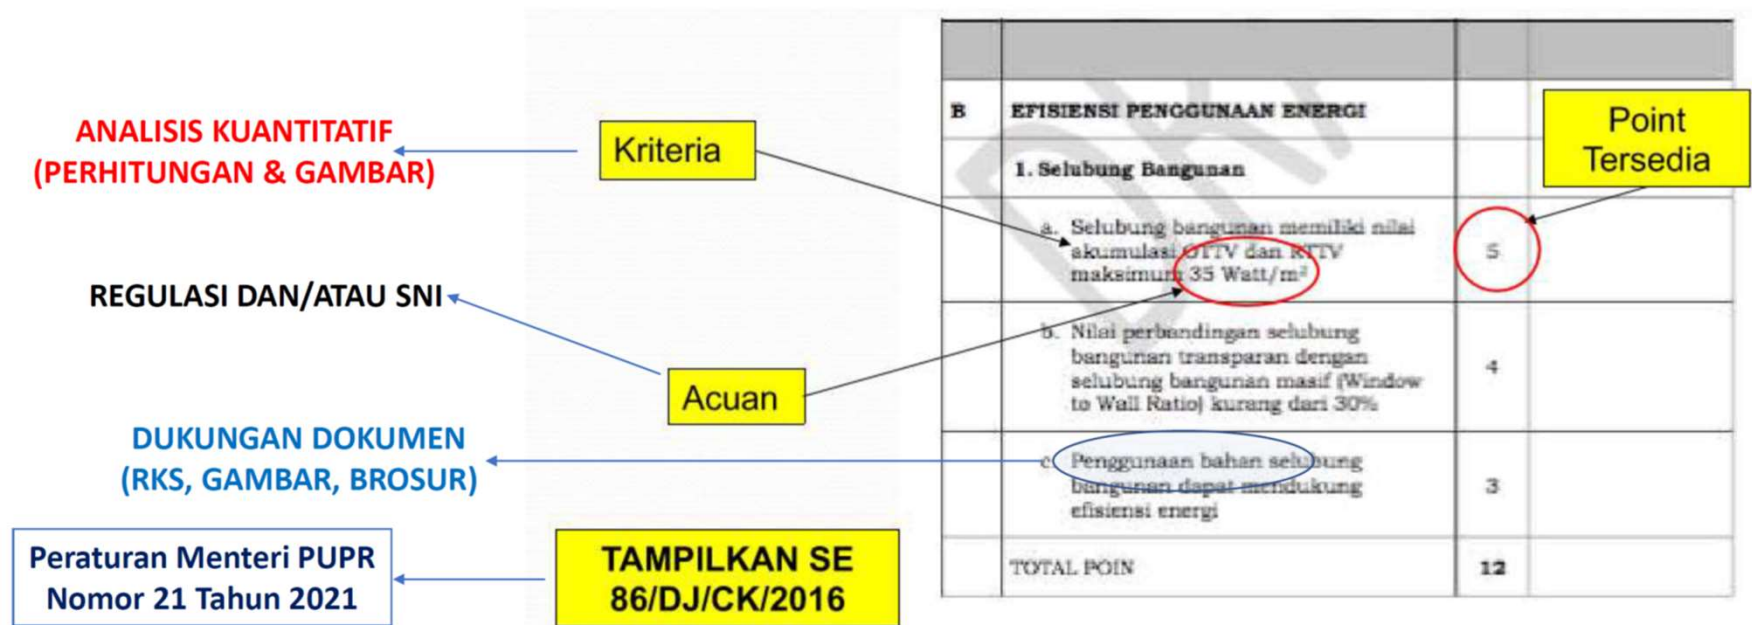 ANALISIS KUANTITATIF
(PERHITUNGAN & GAMBAR)
REGULASI DAN/ATAU SNI
DUKUNGAN DOKUMEN
(RKS, GAMBAR, BROSUR)
Peraturan Menteri PUPR
Nomor 21 Tahun 2021
Kriteria
Acuan
TAMPILKAN SE
86/DJ/CK/2016
B EFISIENSI PENGGUNAAN ENERGI
1. Selubung Bangunan
a. Selubung bangunan memiliki nilai
akumulasi OTTV dan RTTV
maksimum 35 Watt/m²
5
b. Nilai perbandingan selubung
bangunan transparan dengan
selubung bangunan masif (Window
to Wall Ratio) kurang dari 30%
4
c. Penggunaan bahan selubung
bangunan dapat mendukung
efisiensi energi
3
TOTAL POIN 12
Point
Tersedia